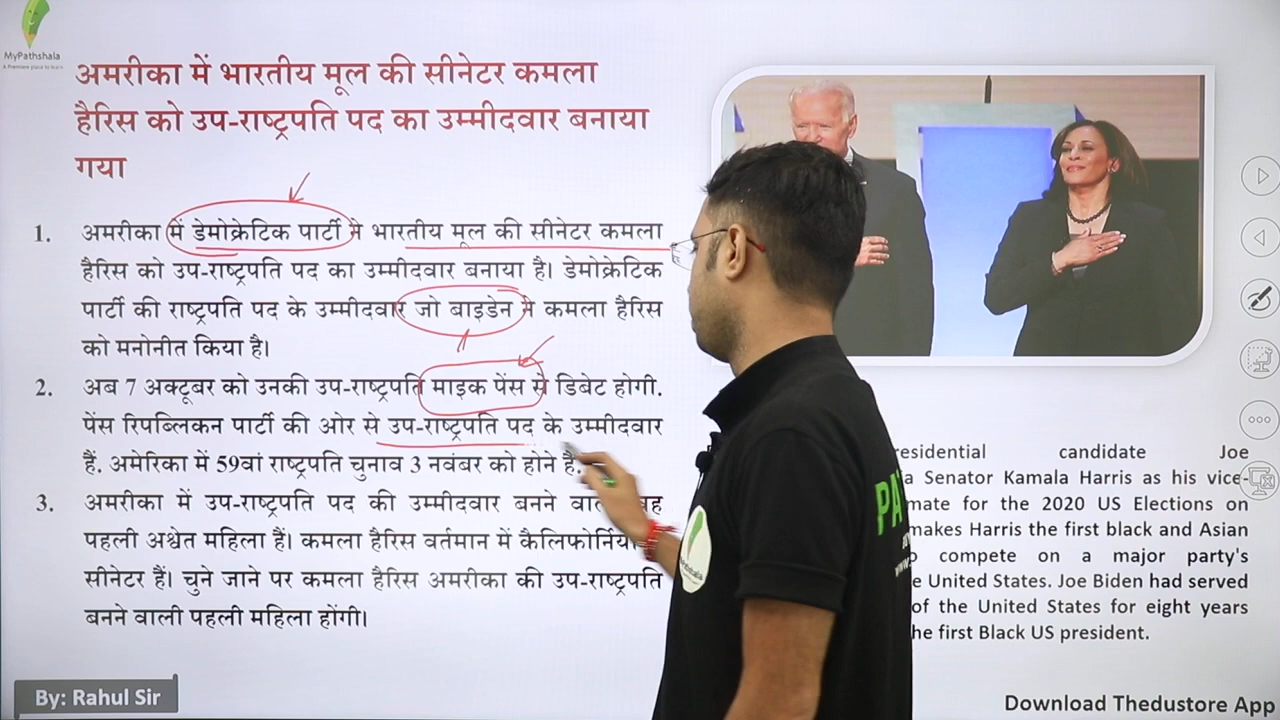 MyPathshala
अमरीका में भारतीय मूल की सीनेटर कमला
हैरिस को उप-राष्ट्रपति पद का उम्मीदवार बनाया
गया
1. अमरीका में डेमोक्रेटिक पार्टी ने भारतीय मूल की सीनेटर कमला
हैरिस को उप-राष्ट्रपति पद का उम्मीदवार बनाया है। डेमोक्रेटिक
पार्टी की राष्ट्रपति पद के उम्मीदवार जो बाइडेन ने कमला हैरिस
को मनोनीत किया है।
2. अब 7 अक्टूबर को उनकी उप-राष्ट्रपति माइक पेंस से डिबेट होगी.
पेंस रिपब्लिकन पार्टी की ओर से उप-राष्ट्रपति पद के उम्मीदवार
हैं. अमेरिका में 59वां राष्ट्रपति चुनाव 3 नवंबर को होने हैं.
3. अमरीका में उप-राष्ट्रपति पद की उम्मीदवार बनने
पहली अश्वेत महिला हैं। कमला हैरिस वर्तमान में
सीनेटर हैं। चुने जाने पर कमला हैरिस अमरीका की उप-राष्ट्रपति
बनने वाली पहली महिला होंगी।
candidate Joe
Senator Kamala Harris as his vice-
for the 2020 US Elections on
makes Harris the first black and Asian
compete on a major party's
United States. Joe Biden had served
of the United States for eight years
first Black US president.
By: Rahul Sir
Download Thedustore App